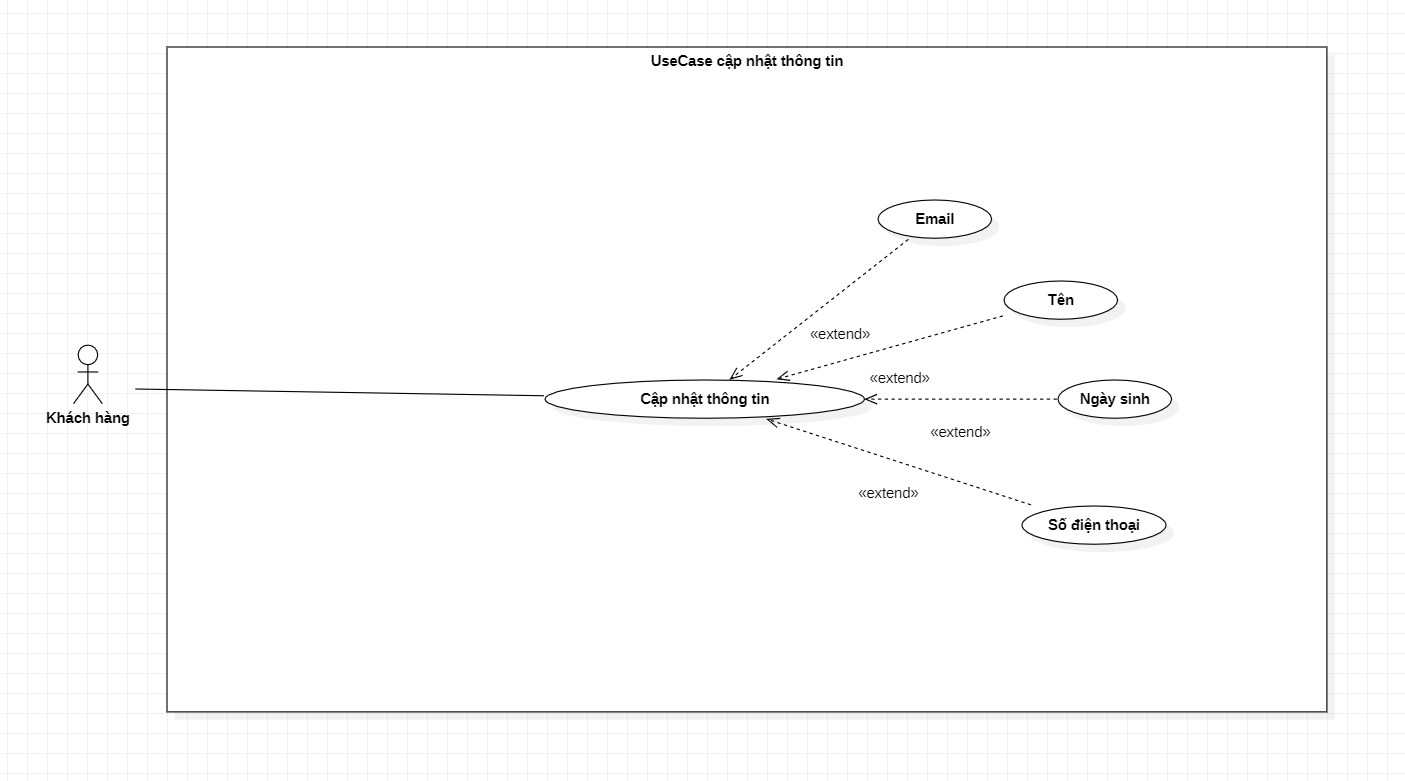 UseCase cập nhật thông tin
Email
Tên
«extend»
«extend»
Cập nhật thông tin
Ngày sinh
Khách hàng
«extend»
«extend»
Số điện thoại